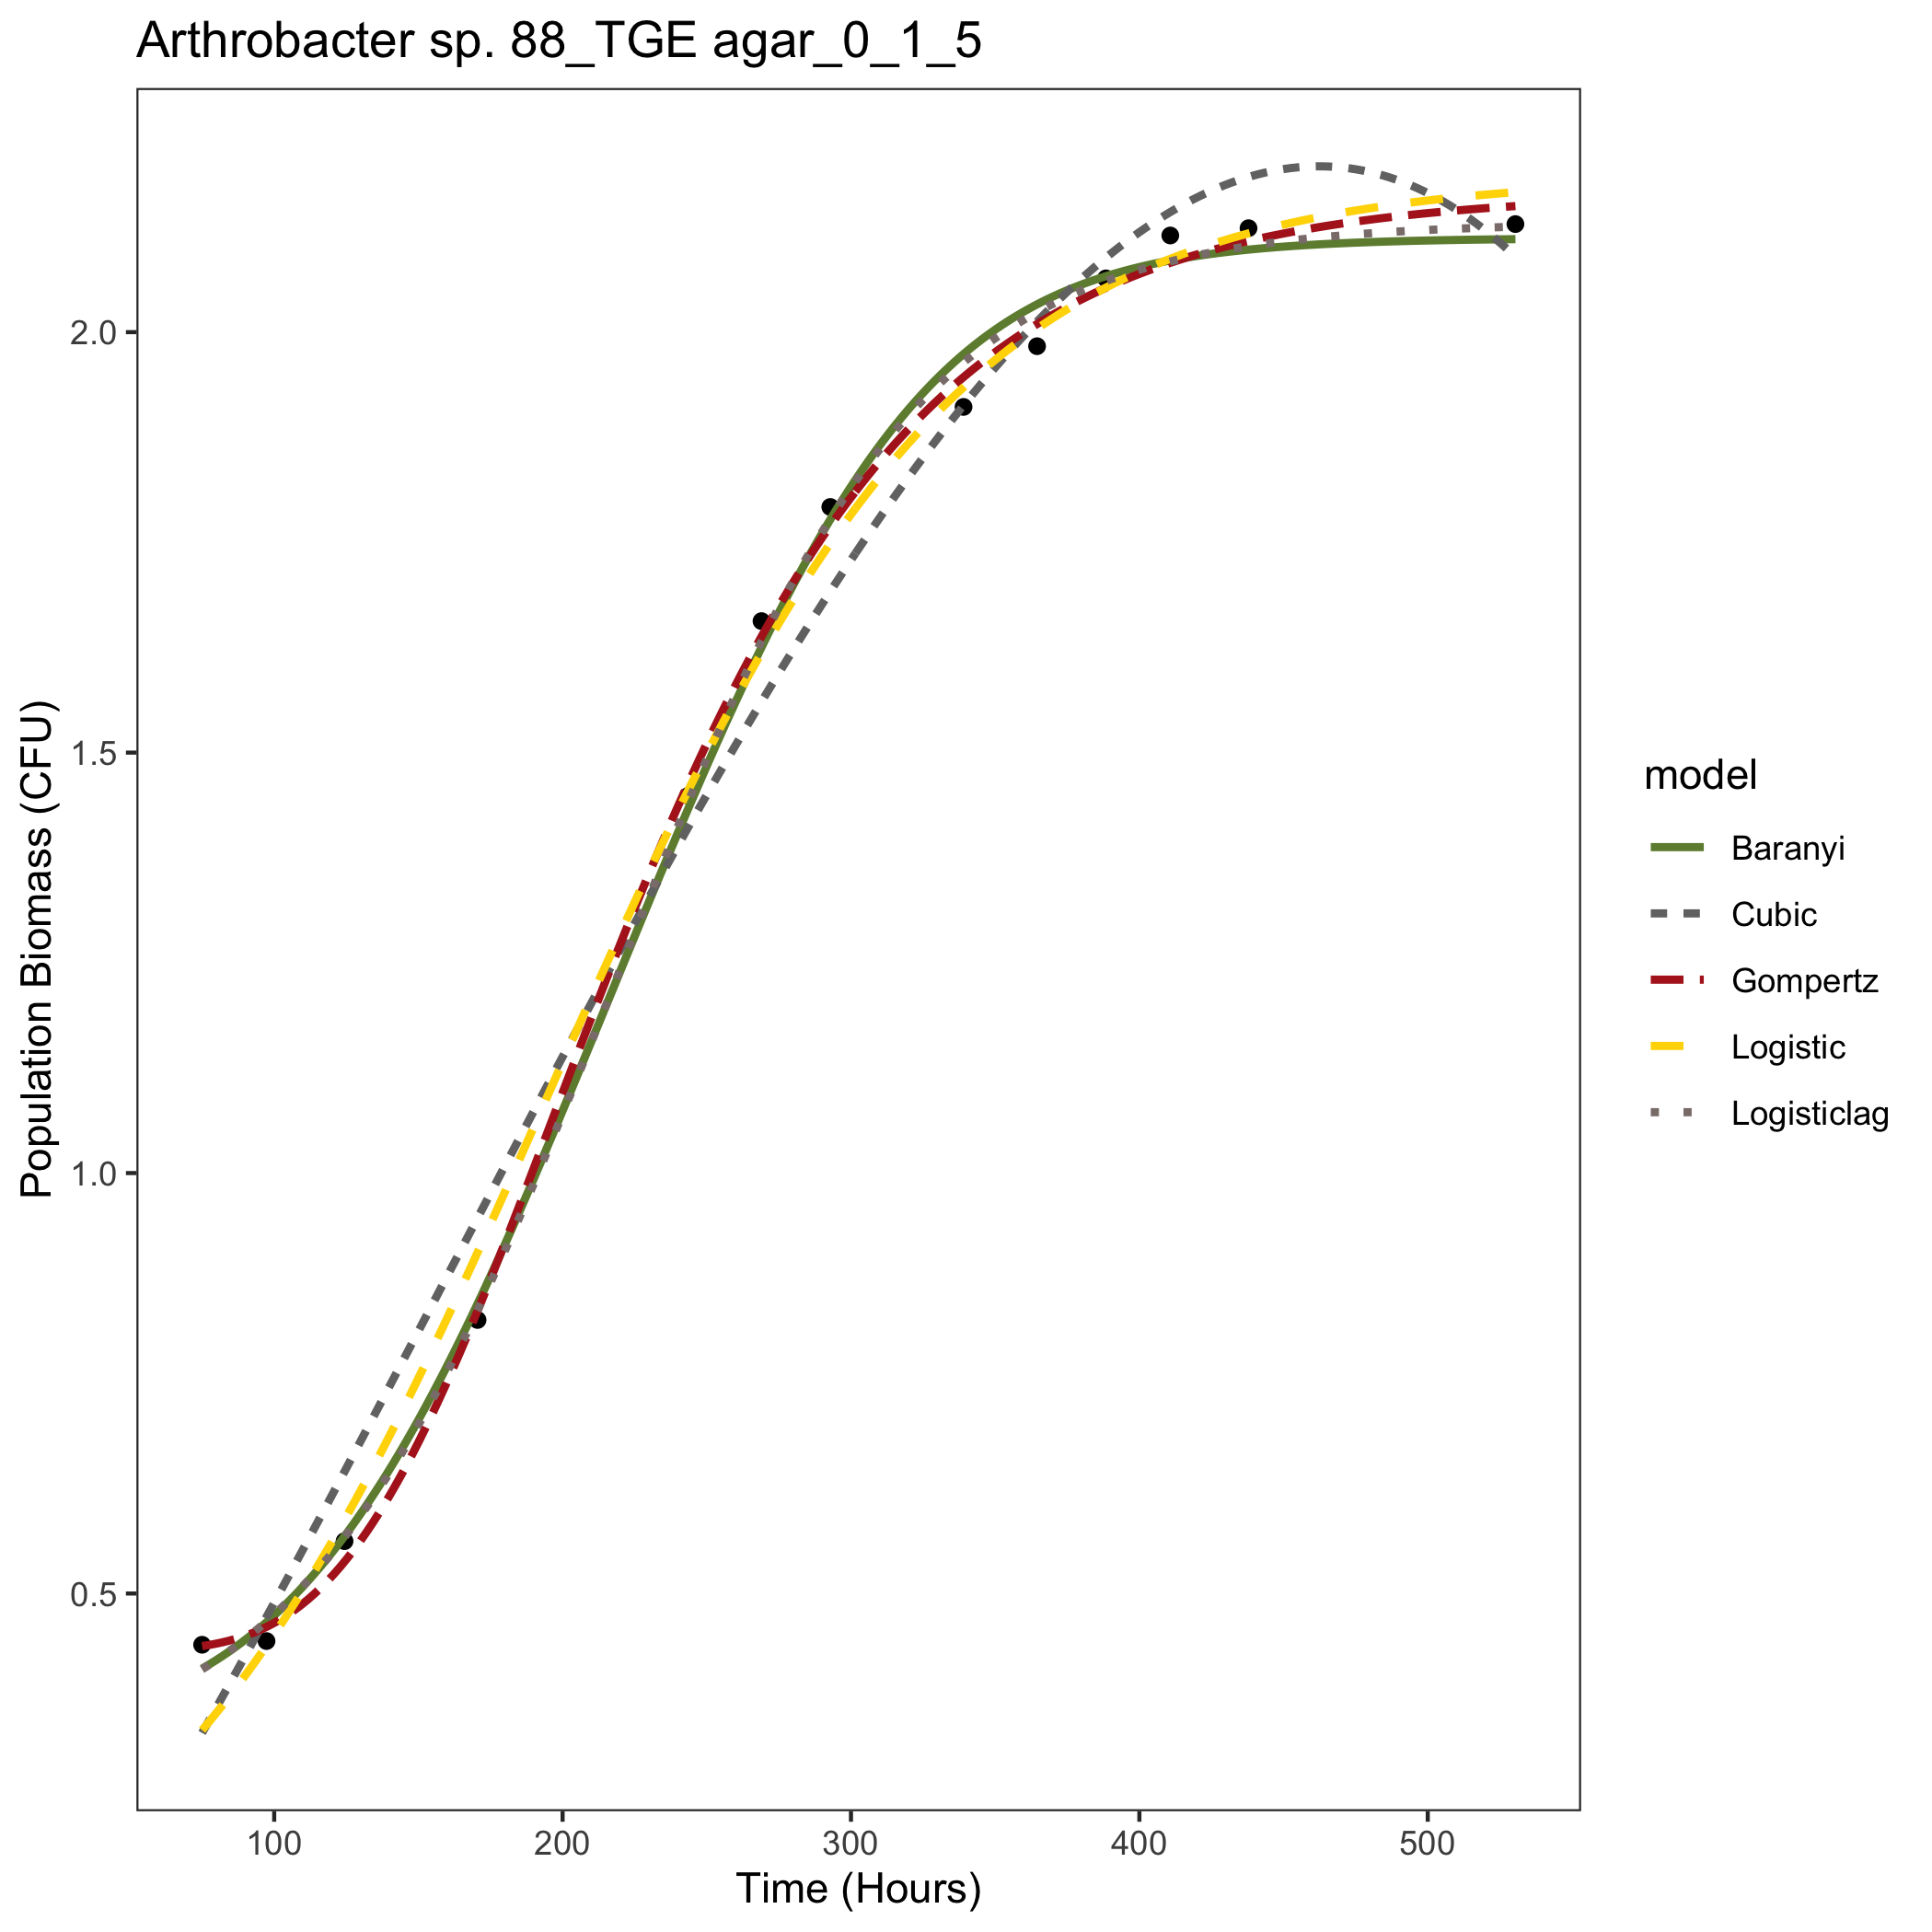 Arthrobacter sp. 88_TGE agar_0_1_5
Population Biomass (CFU)
2.0
1.5
1.0
0.5
100 200 300 400 500
Time (Hours)
model
Baranyi
Cubic
Gompertz
Logistic
Logisticlag